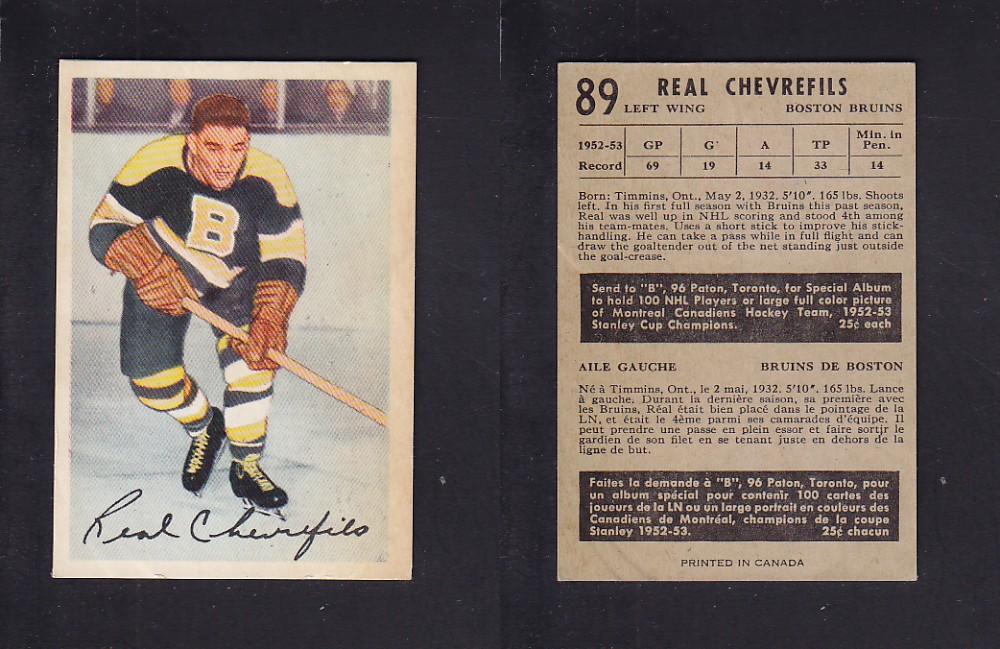 B
Real Chevrefils
89 REAL CHEVREFILS
LEFT WING BOSTON BRUINS
1952-53 Record GP G A TP Min. in Pen.
69 19 14 33 14
Born: Timmins, Ont., May 2, 1932. 5'10". 165 lbs. Shoots
left. In his first full season with Bruins this past season,
Real was well up in NHL scoring and stood 4th among
his team-mates. Uses a short stick to improve his stick-
handling. He can take a pass while in full flight and can
draw the goaltender out of the net standing just outside
the goal-crease.
Send to "B", 96 Paton, Toronto, for Special Album
to hold 100 NHL Players or large full color picture
of Montreal Canadiens Hockey Team, 1952-53
Stanley Cup Champions. 25¢ each
AILE GAUCHE BRUINS DE BOSTON
Né à Timmins, Ont., le 2 mai, 1932. 5'10". 165 lbs. Lance
à gauche. Durant la dernière saison, sa première avec
les Bruins, Réal était bien placé dans le pointage de la
LN, et était le 4ème parmi ses camarades d'équipe. Il
peut prendre une passe en plein essor et faire sortir le
gardien de son filet en se tenant juste en dehors de la
ligne de but.
Faites la demande à "B", 96 Paton, Toronto, pour
un album spécial pour contenir 100 cartes des
joueurs de la LN ou un large portrait en couleurs des
Canadiens de Montréal, champions de la coupe
Stanley 1952-53. 25¢ chacun
PRINTED IN CANADA